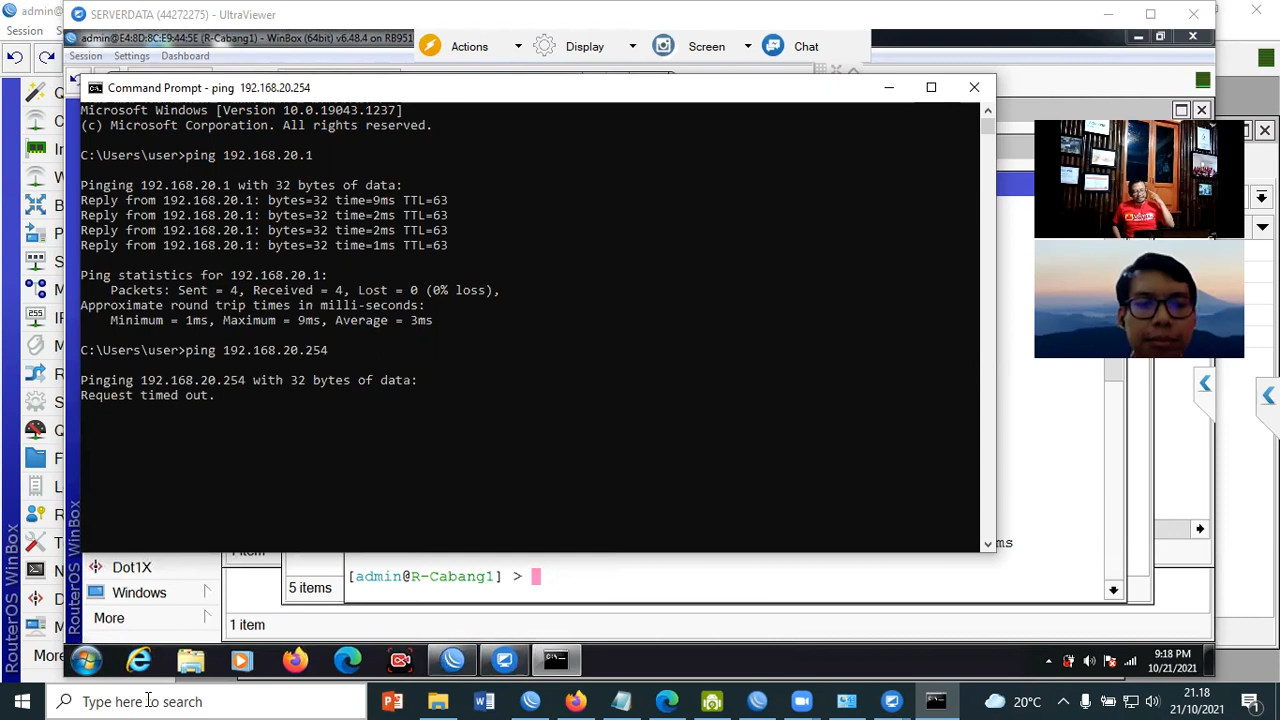 admin
SERVERDATA (44272275) - UltraViewer
Session
admin@E4:8D:8C:E9:44:5E (R-Cabang1) - WinBox (64bit) v6.48.4 on RB951
Actions
Display
Screen
Chat
Session Settings Dashboard
Command Prompt - ping 192.168.20.254
Microsoft Windows [Version 10.0.19043.1237]
(c) Microsoft Corporation. All rights reserved.
C:\Users\user>ping 192.168.20.1
Pinging 192.168.20.1 with 32 bytes of data:
Reply from 192.168.20.1: bytes=32 time=9ms TTL=63
Reply from 192.168.20.1: bytes=32 time=2ms TTL=63
Reply from 192.168.20.1: bytes=32 time=2ms TTL=63
Reply from 192.168.20.1: bytes=32 time=1ms TTL=63
Ping statistics for 192.168.20.1:
Packets: Sent = 4, Received = 4, Lost = 0 (0% loss),
Approximate round trip times in milli-seconds:
Minimum = 1ms, Maximum = 9ms, Average = 3ms
C:\Users\user>ping 192.168.20.254
Pinging 192.168.20.254 with 32 bytes of data:
Request timed out.
ms
Dot1X
Windows
More
5 items
[admin@R-Cabang1] >
1 item
RouterOS WinBox
RouterOS WinBox
9:18 PM
10/21/2021
Type here to search
20°C
21.18
21/10/2021